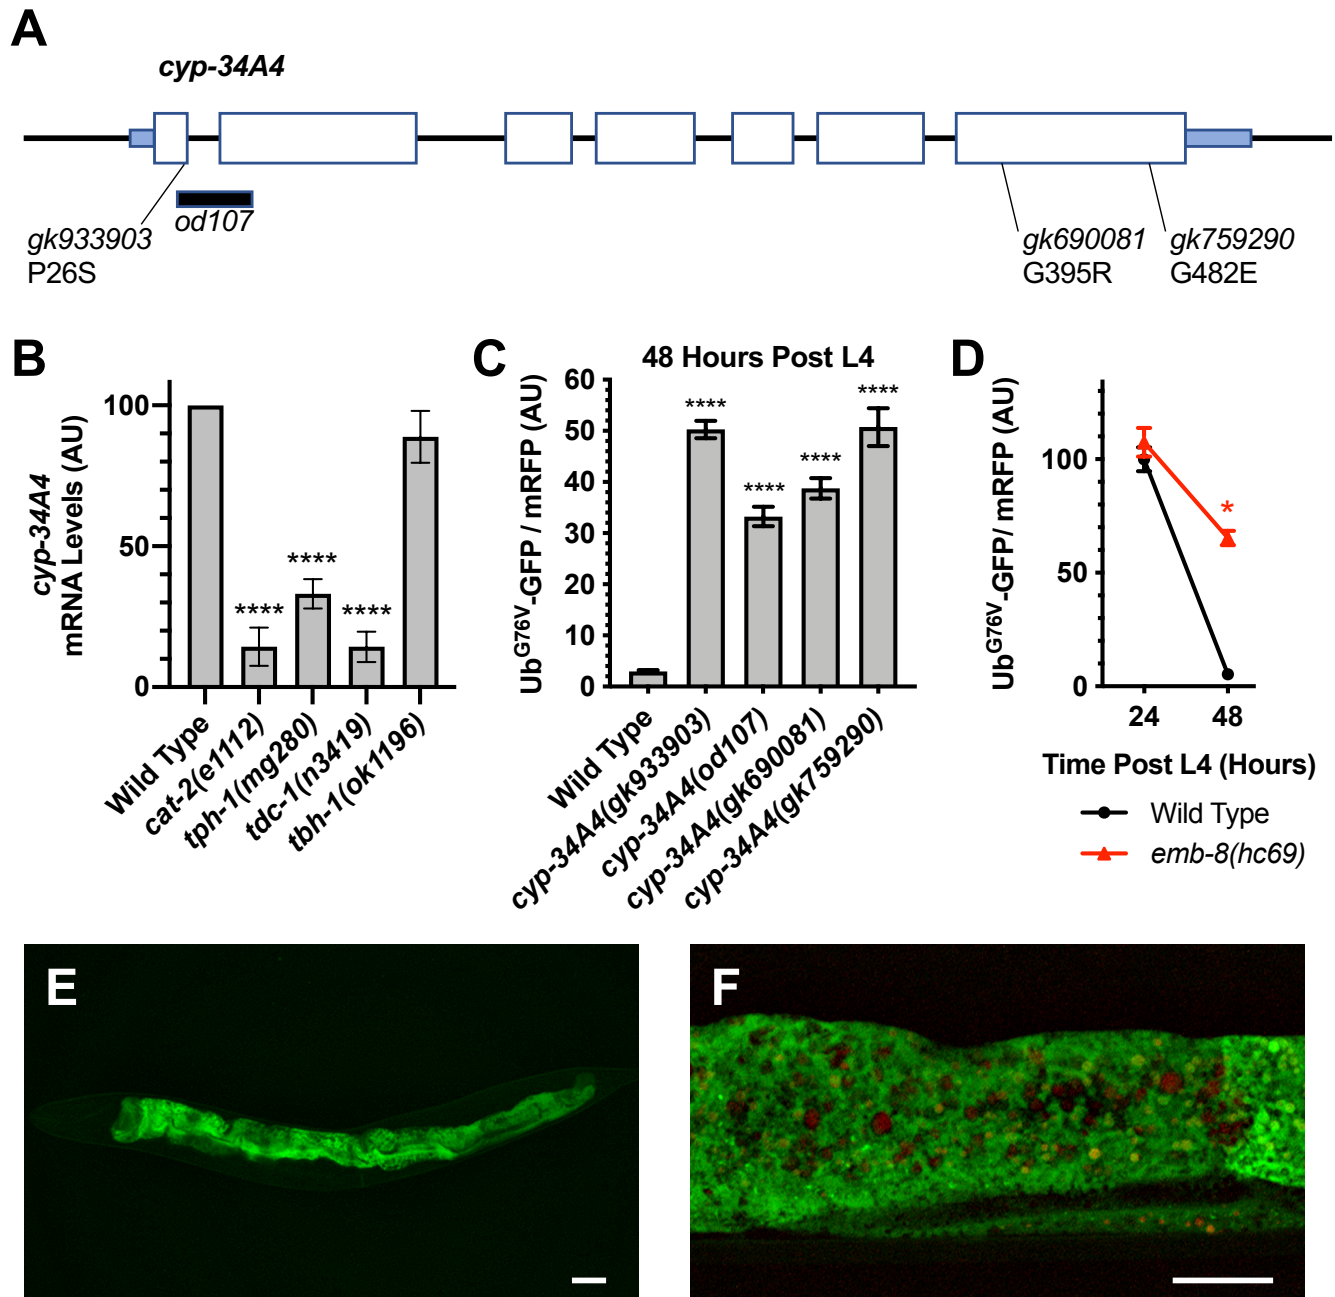 A
cyp-34A4
gk933903
P26S
od107
gk690081
G395R
gk759290
G482E
B
cyp-34A4
mRNA Levels (AU)
100
50
0
****
****
****
Wild Type
cat-2(e1112)
tph-1(mg280)
tdc-1(n3419)
tbh-1(ok1196)
C
48 Hours Post L4
Ub^G76V-GFP / mRFP (AU)
60
50
40
30
20
10
0
****
****
****
****
Wild Type
cyp-34A4(gk933903)
cyp-34A4(od107)
cyp-34A4(gk690081)
cyp-34A4(gk759290)
D
Ub^G76V-GFP/ mRFP (AU)
100
50
0
*
24 48
Time Post L4 (Hours)
Wild Type
emb-8(hc69)
E
F